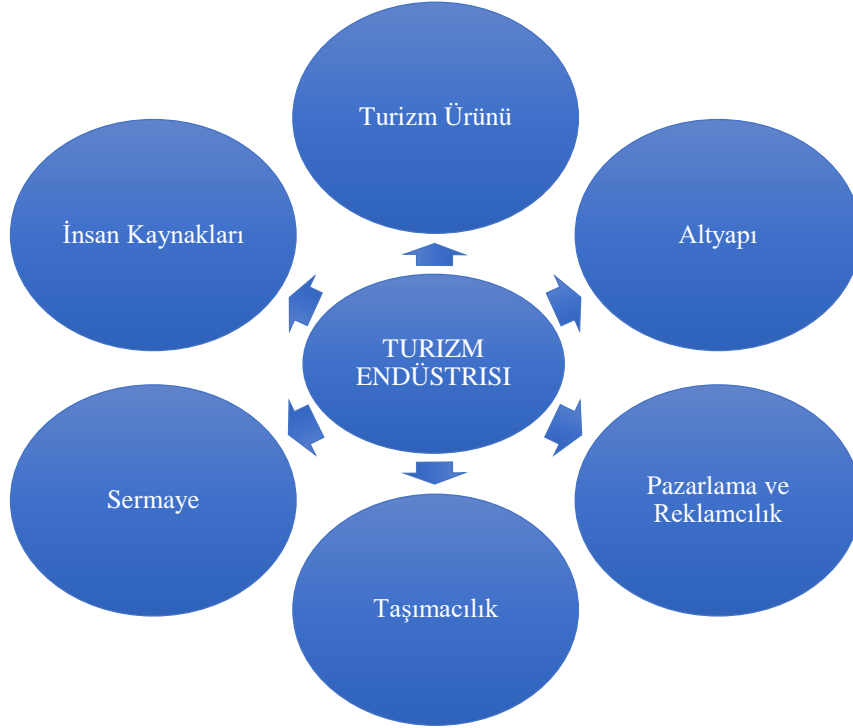 Turizm Ürünü
İnsan Kaynakları
Altyapı
TURIZM
ENDÜSTRISI
Sermaye
Pazarlama ve
Reklamcılık
Taşımacılık